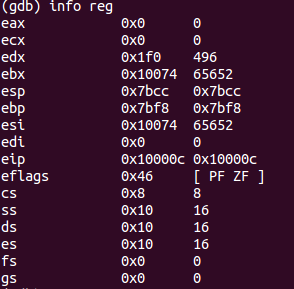 (gdb) info reg
eax 0x0 0
ecx 0x0 0
edx 0x1f0 496
ebx 0x10074 65652
esp 0x7bcc 0x7bcc
ebp 0x7bf8 0x7bf8
esi 0x10074 65652
edi 0x0 0
eip 0x10000c 0x10000c
eflags 0x46 [ PF ZF ]
cs 0x8 8
ss 0x10 16
ds 0x10 16
es 0x10 16
fs 0x0 0
gs 0x0 0